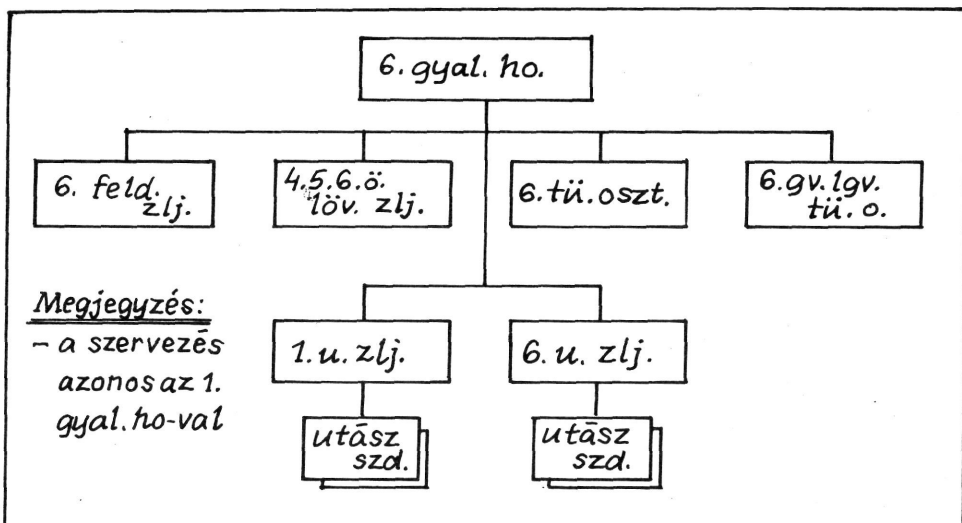 6. gyal. ho.
6. feld.
zlj.
4.5.6.ö.
löv. zlj.
6. tü. oszt.
6. gv. lgv.
tü. o.
Megjegyzés:
– a szervezés
azonos az 1.
gyal. ho-val
1. u. zlj.
6. u. zlj.
utász
szd.
utász
szd.